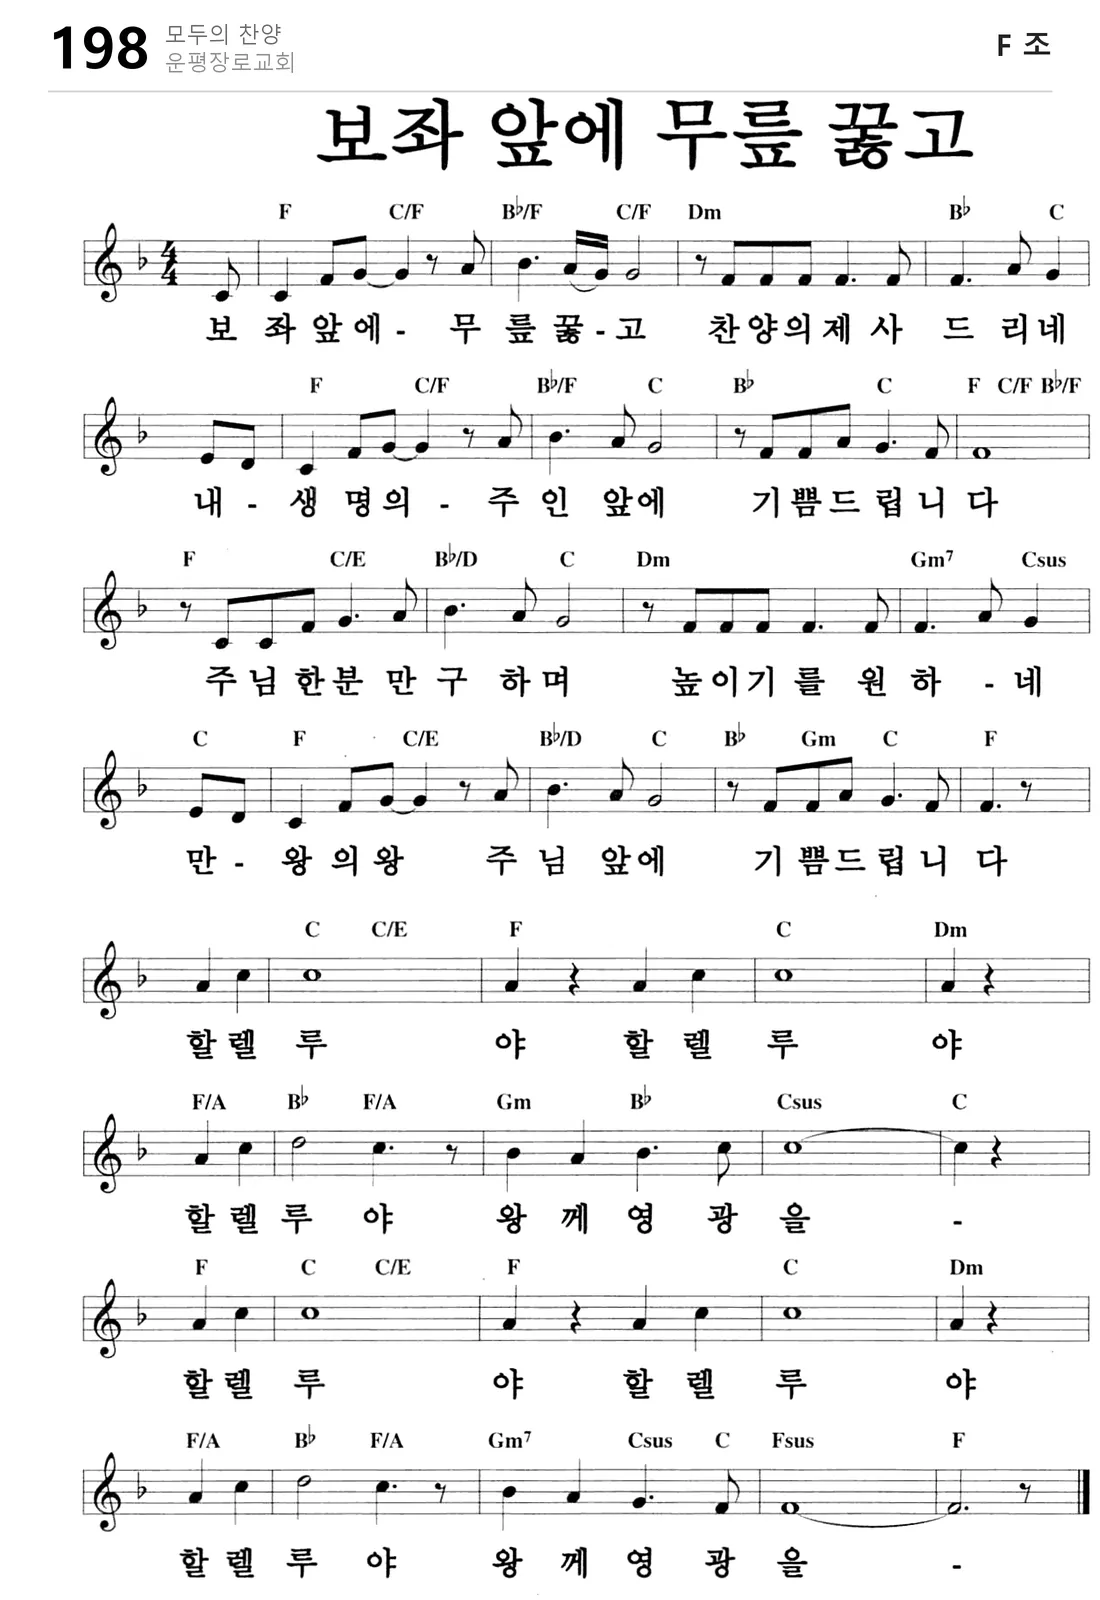 198 모두의 찬양 F 조
운평장로교회
보좌 앞에 무릎 꿇고
F C/F B♭/F C/F Dm B♭ C
보 좌 앞 에 - 무 릎 꿇 - 고 찬 양 의 제 사 드 리 네
F C/F B♭/F C B♭ C F C/F B♭/F
내 - 생 명 의 - 주 인 앞 에 기 쁨 드 립 니 다
F C/E B♭/D C Dm Gm7 Csus
주 님 한 분 만 구 하 며 높 이 기 를 원 하 - 네
C F C/E B♭/D C B♭ Gm C F
만 - 왕 의 왕 주 님 앞 에 기 쁨 드 립 니 다
C C/E F C Dm
할 렐 루 야 할 렐 루 야
F/A B♭ F/A Gm B♭ Csus C
할 렐 루 야 왕 께 영 광 을 -
F C C/E F C Dm
할 렐 루 야 할 렐 루 야
F/A B♭ F/A Gm7 Csus C Fsus F
할 렐 루 야 왕 께 영 광 을 -